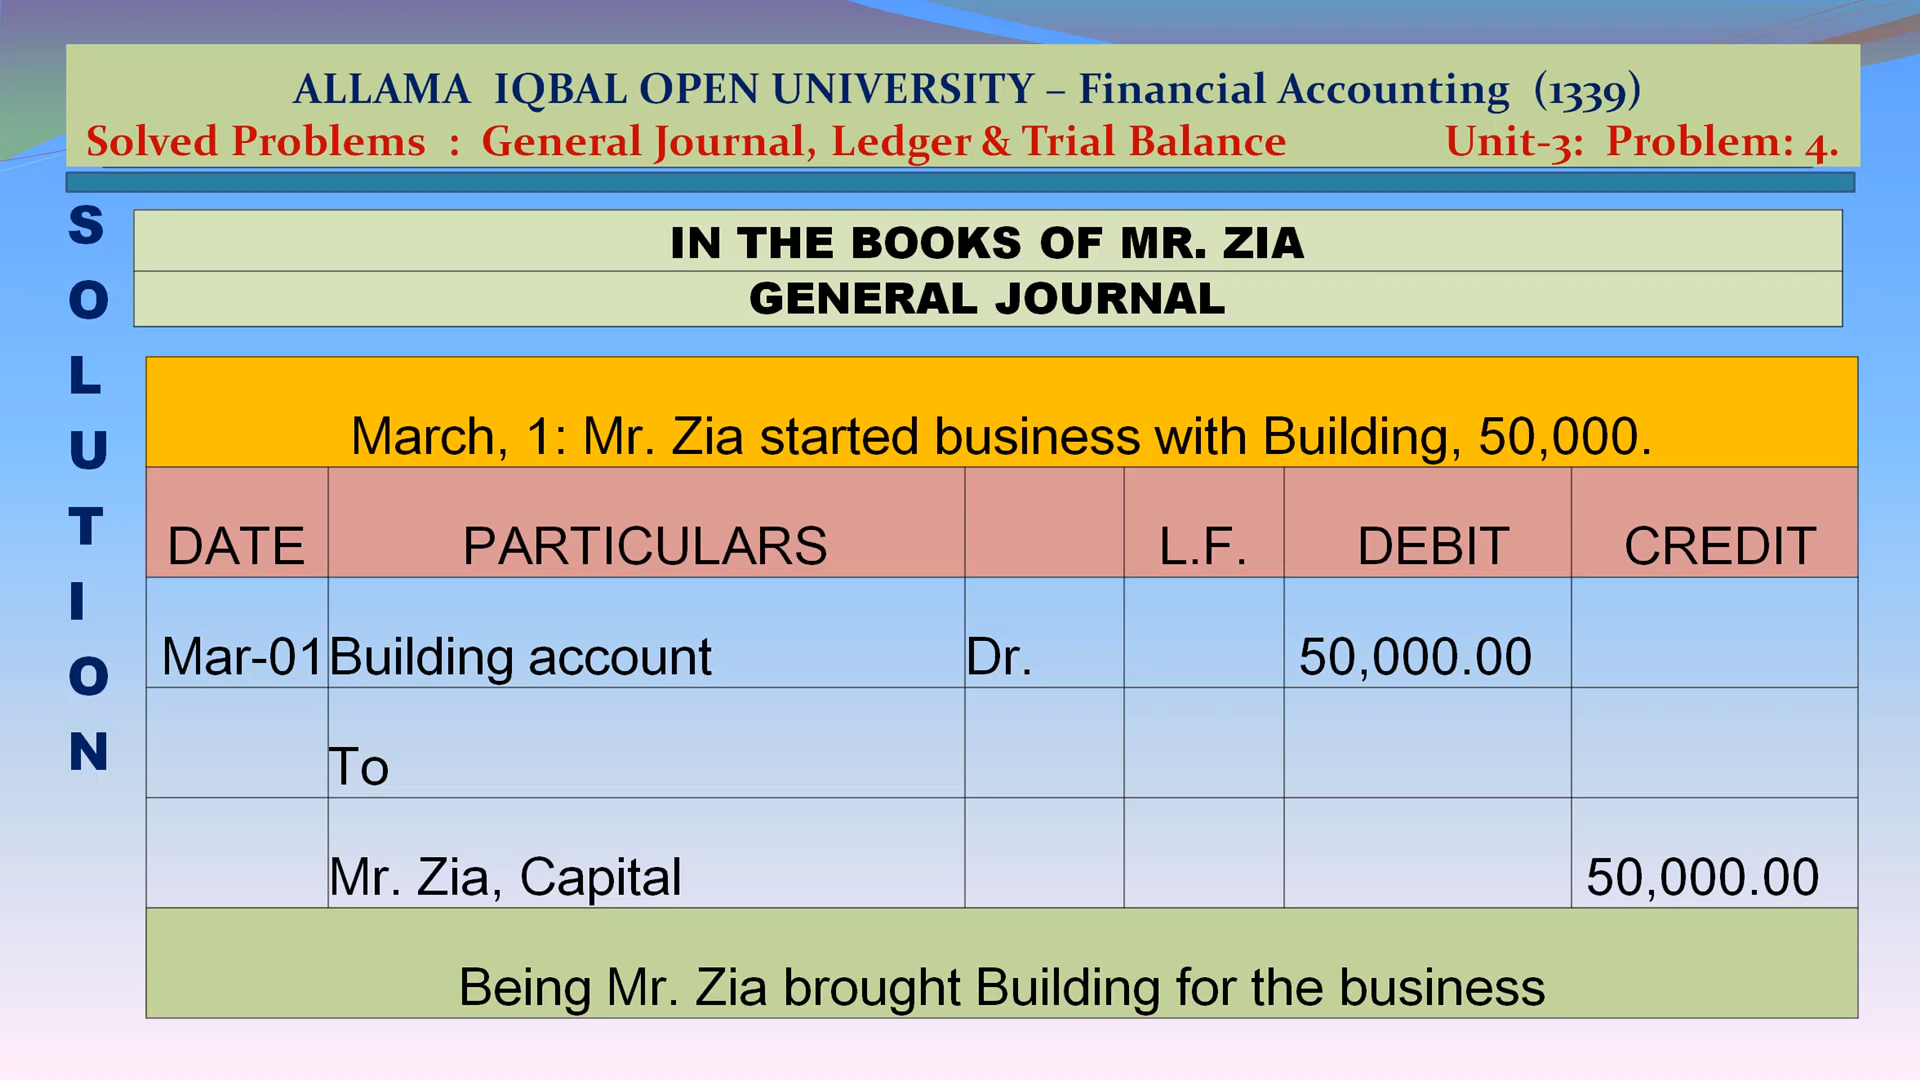 ALLAMA IQBAL OPEN UNIVERSITY – Financial Accounting (1339)
Solved Problems : General Journal, Ledger & Trial Balance Unit-3: Problem: 4.
SOLUTION
IN THE BOOKS OF MR. ZIA
GENERAL JOURNAL
March, 1: Mr. Zia started business with Building, 50,000.
DATE PARTICULARS L.F. DEBIT CREDIT
Mar-01 Building account Dr. 50,000.00
To
Mr. Zia, Capital 50,000.00
Being Mr. Zia brought Building for the business